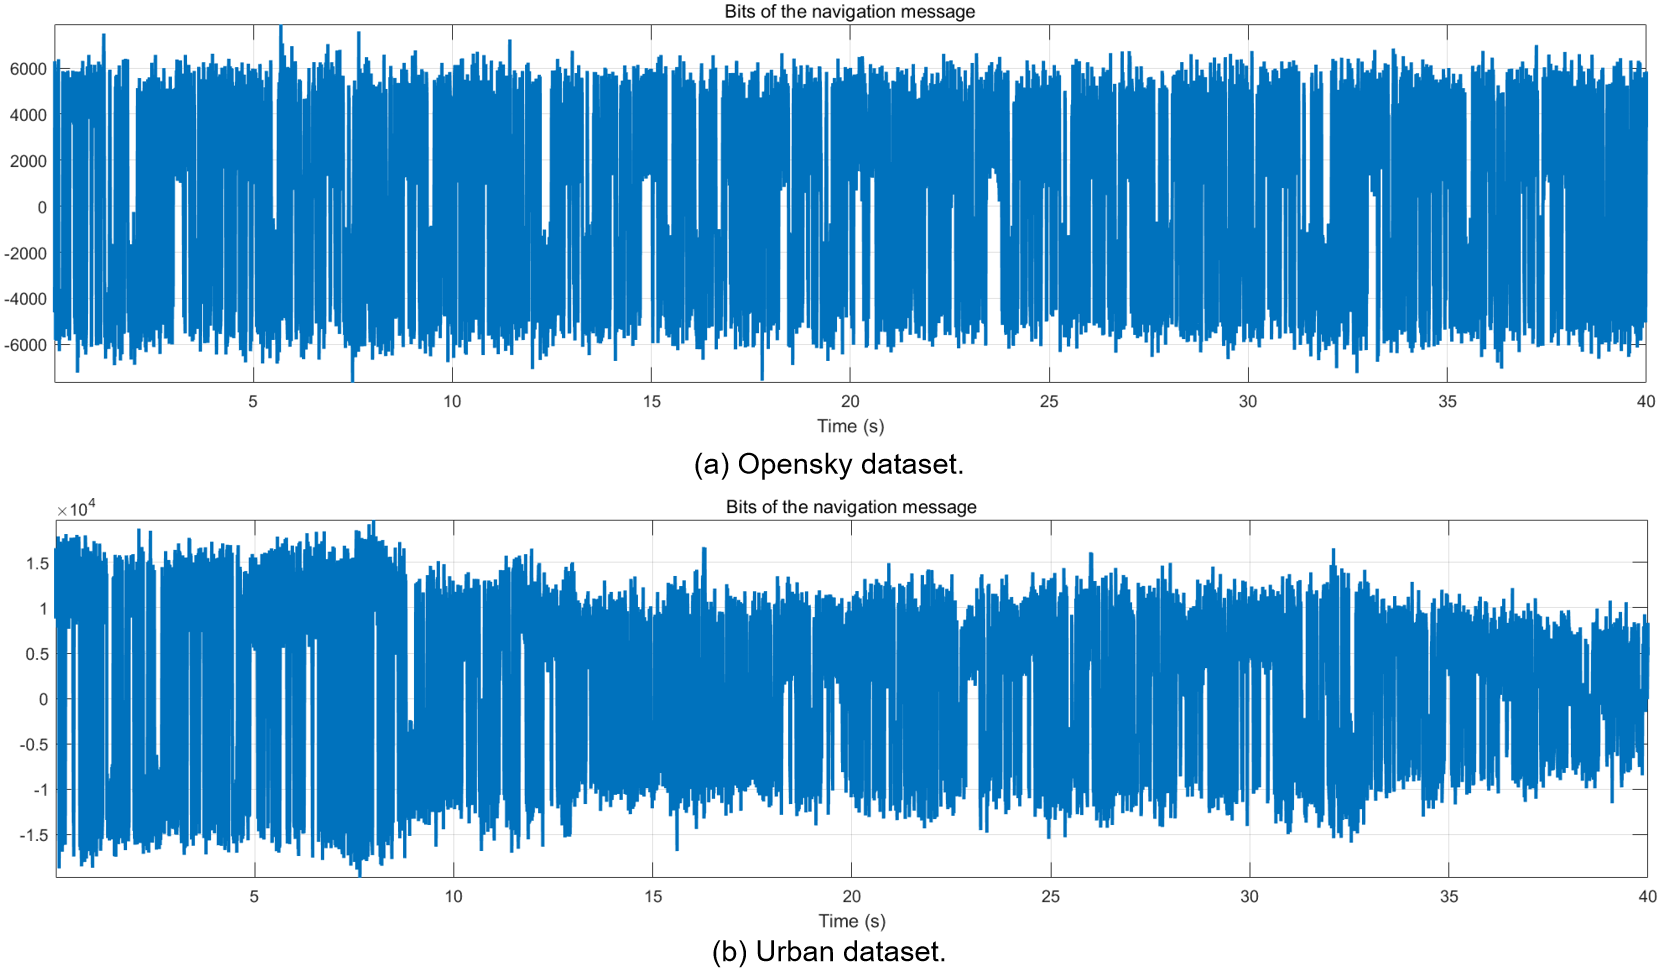 Bits of the navigation message
6000
4000
2000
0
-2000
-4000
-6000
5 10 15 20 25 30 35 40
Time (s)
(a) Opensky dataset.
×10⁴
Bits of the navigation message
1.5
1
0.5
0
-0.5
-1
-1.5
5 10 15 20 25 30 35 40
Time (s)
(b) Urban dataset.